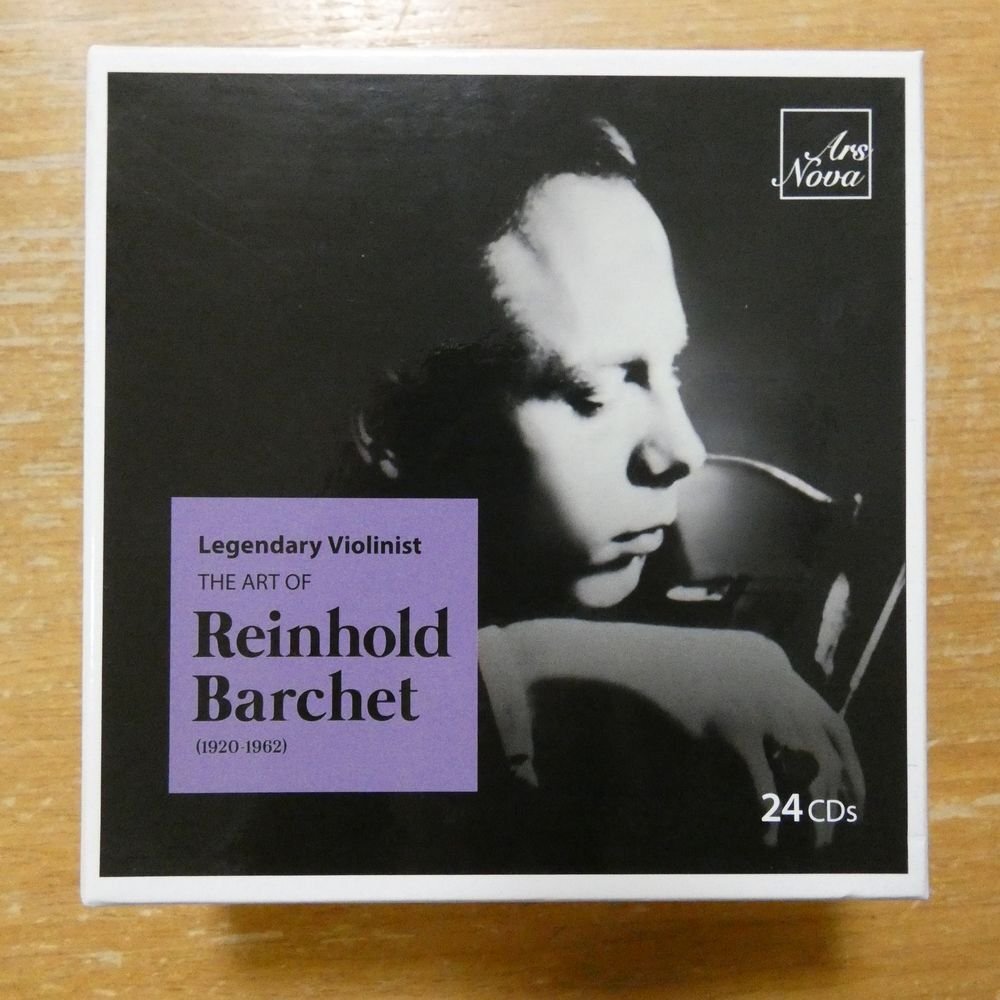 Ars
Nova
Legendary Violinist
THE ART OF
Reinhold
Barchet
(1920-1962)
24 CDs